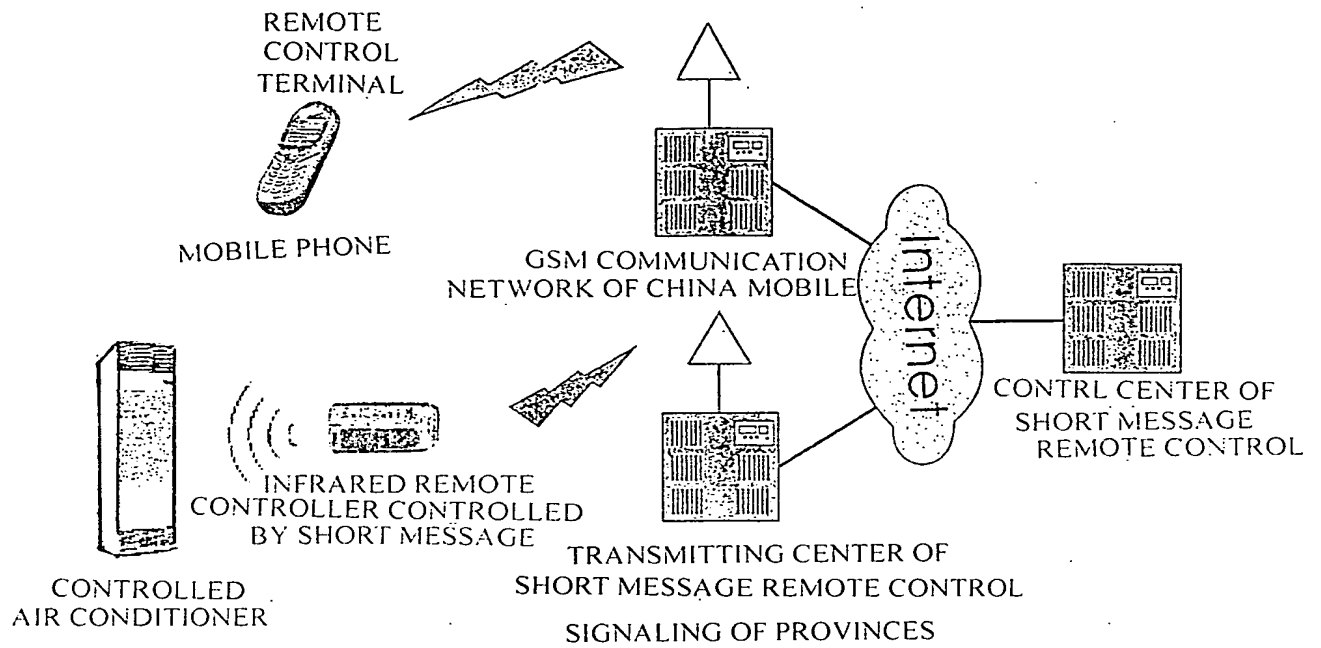 REMOTE
CONTROL
TERMINAL
MOBILE PHONE
GSM COMMUNICATION
NETWORK OF CHINA MOBILE
Internet
CONTRL CENTER OF
SHORT MESSAGE
REMOTE CONTROL
INFRARED REMOTE
CONTROLLER CONTROLLED
BY SHORT MESSAGE
CONTROLLED
AIR CONDITIONER
TRANSMITTING CENTER OF
SHORT MESSAGE REMOTE CONTROL
SIGNALING OF PROVINCES